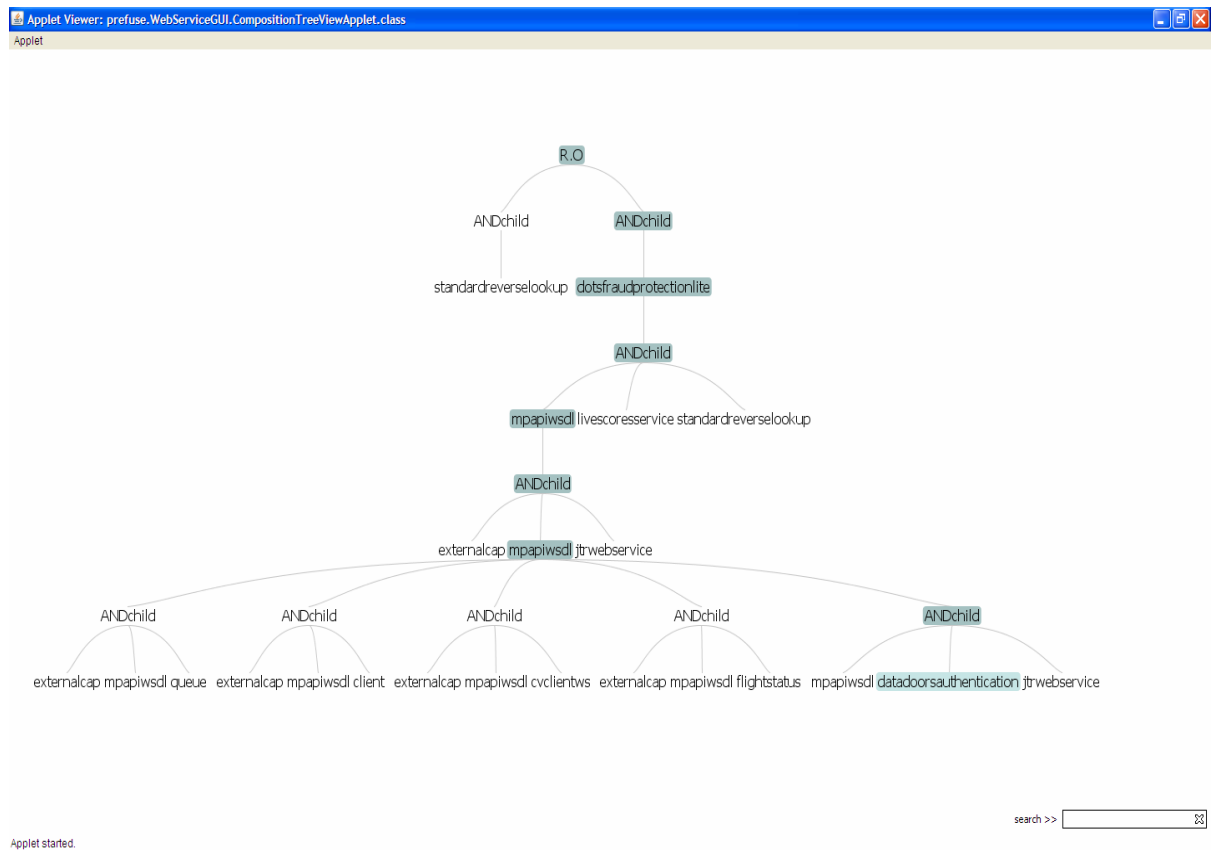 Applet Viewer: prefuse.WebServiceGUI.CompositionTreeViewApplet.class
Applet
R.O
ANDchild ANDchild
standardreverselookup dotsfraudprotectionlite
ANDchild
mpapiwsdl livescoresservice standardreverselookup
ANDchild
externalcap mpapiwsdl jtrwebservice
ANDchild ANDchild ANDchild ANDchild ANDchild
externalcap mpapiwsdl queue externalcap mpapiwsdl client externalcap mpapiwsdl cvclientws externalcap mpapiwsdl flightstatus mpapiwsdl datadoorsauthentication jtrwebservice
search >>
Applet started.